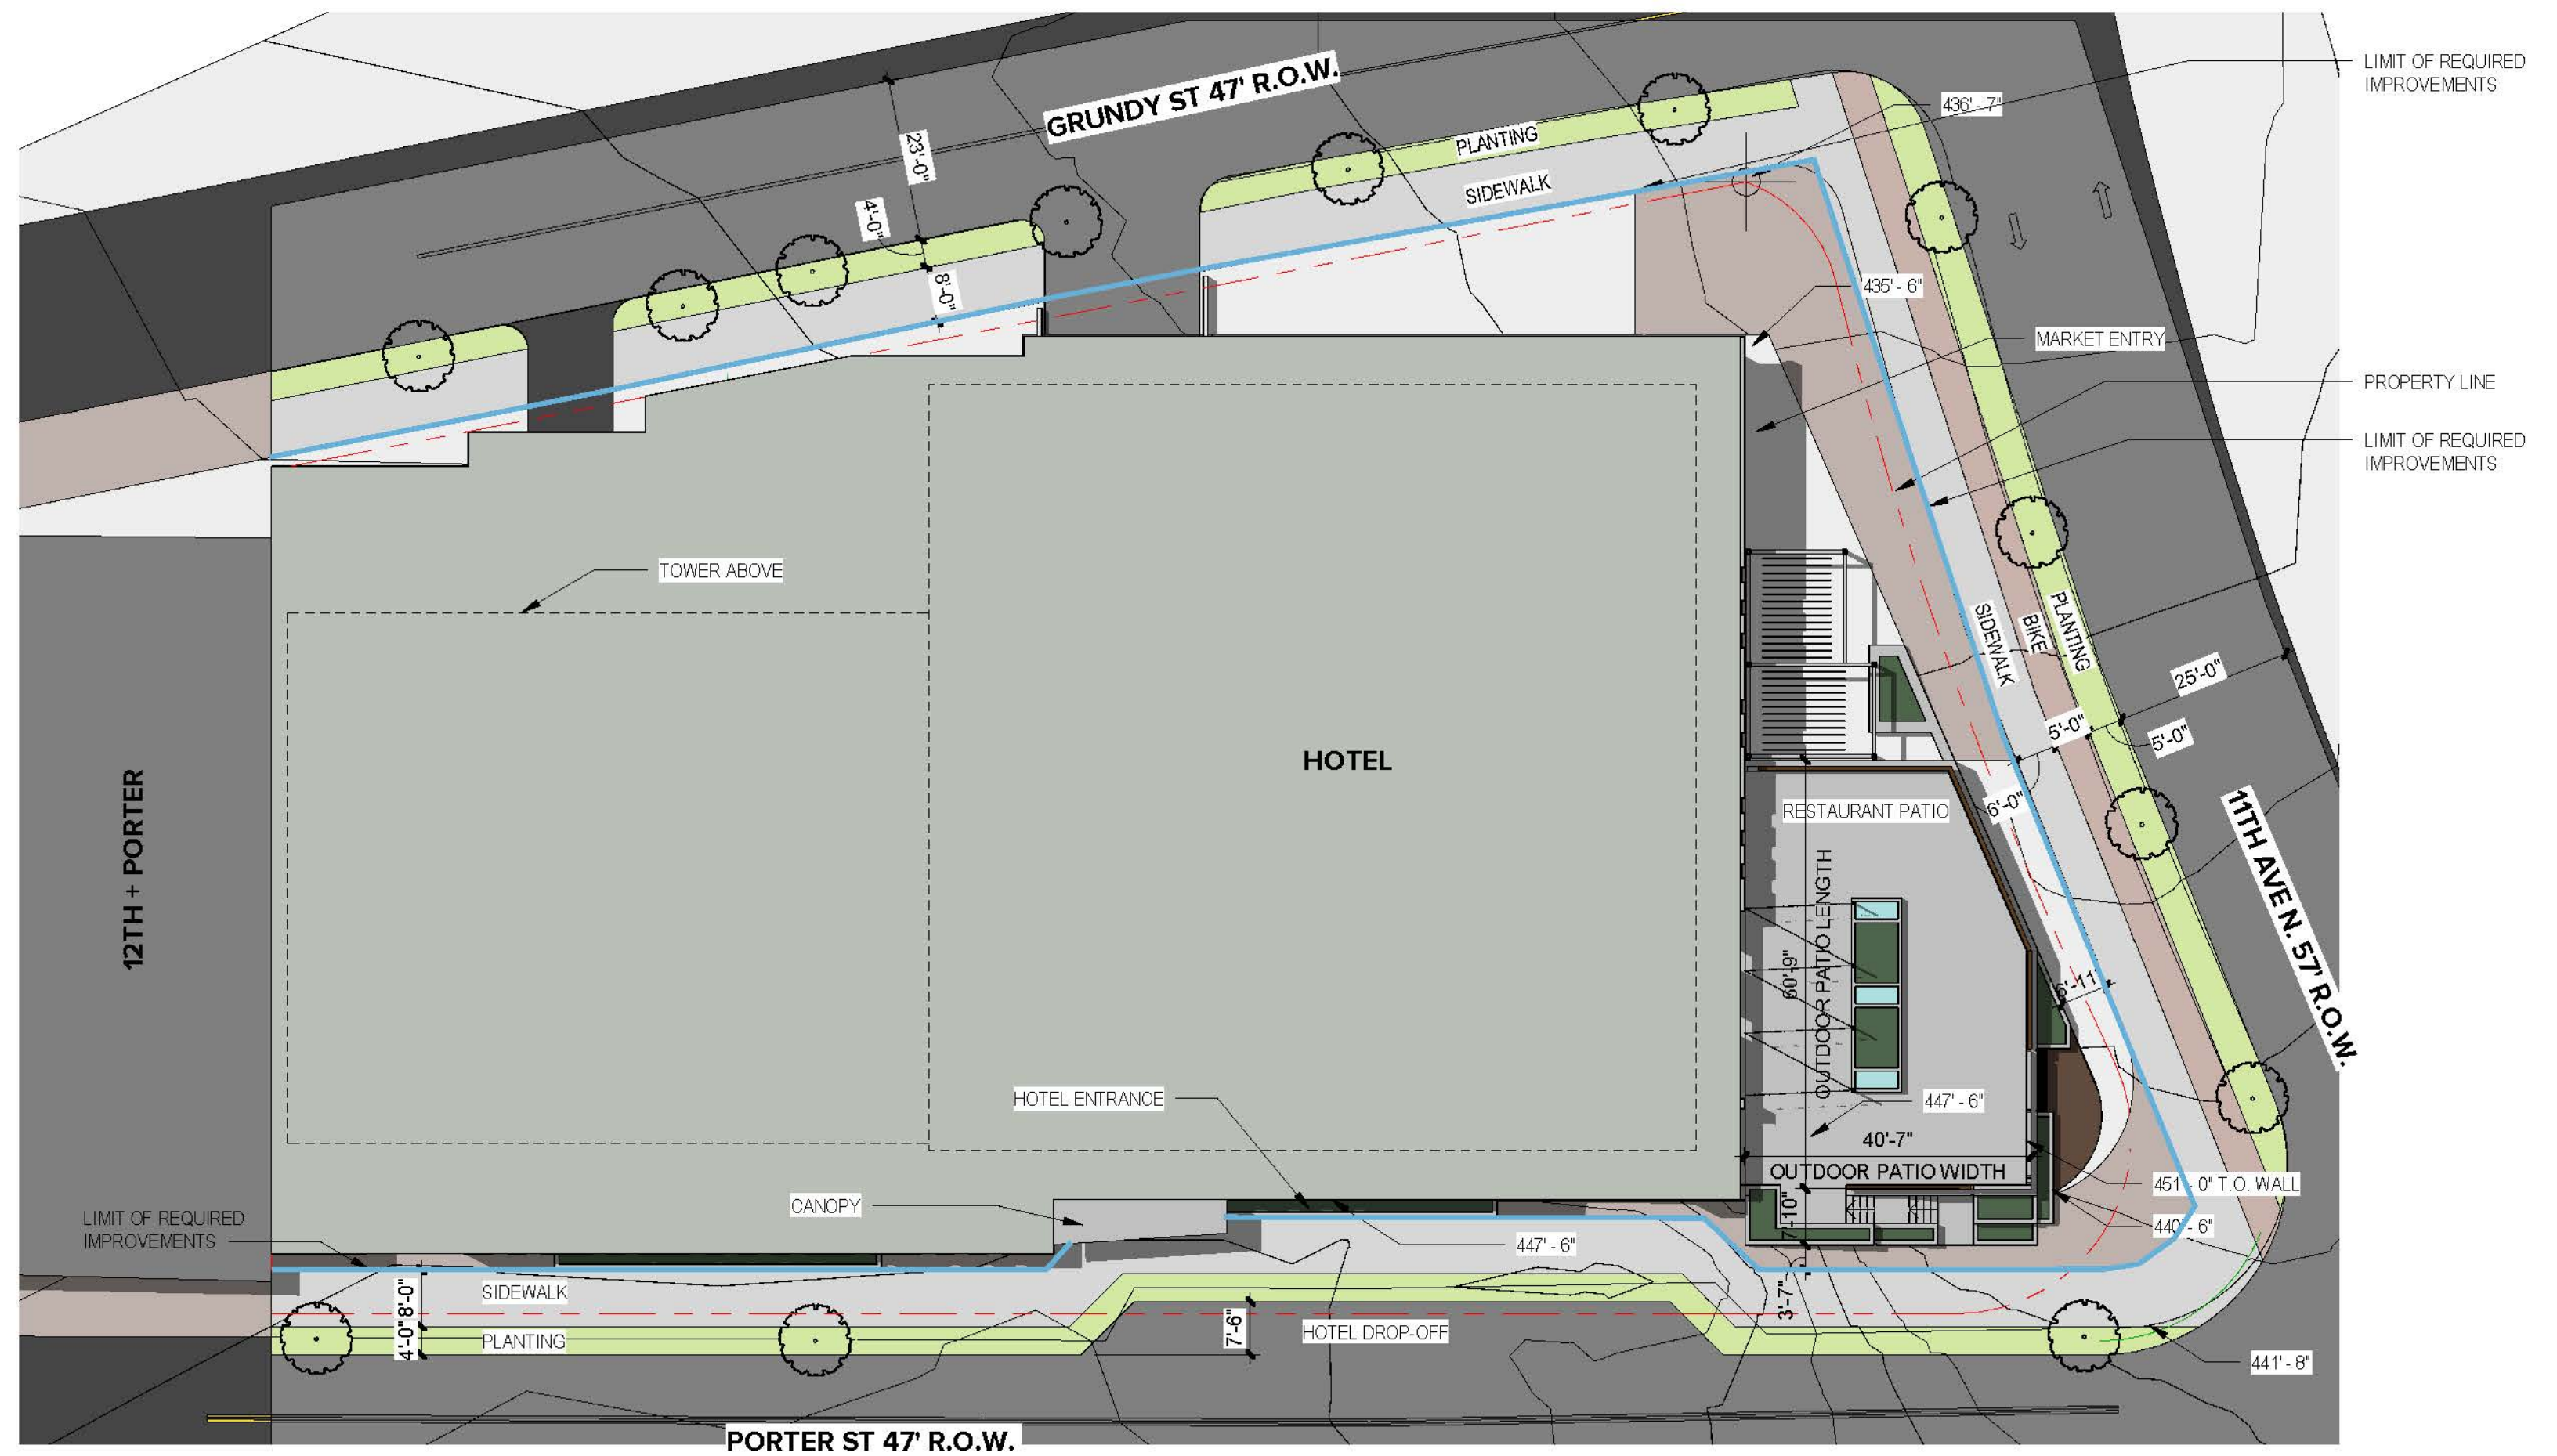 LIMIT OF REQUIRED
IMPROVEMENTS
GRUNDY ST 47' R.O.W.
436' - 7"
23'-0"
PLANTING
SIDEWALK
4'-0"
8'-0"
435' - 6"
MARKET ENTRY
PROPERTY LINE
LIMIT OF REQUIRED
IMPROVEMENTS
TOWER ABOVE
SIDEWALK
BIKE
PLANTING
25'-0"
5'-0"
5'-0"
HOTEL
12TH + PORTER
RESTAURANT PATIO
6'-0"
11TH AVE N. 57' R.O.W.
60'-9"
OUTDOOR PATIO LENGTH
6'-11"
HOTEL ENTRANCE
447' - 6"
40'-7"
OUTDOOR PATIO WIDTH
451' - 0" T.O. WALL
CANOPY
LIMIT OF REQUIRED
IMPROVEMENTS
7'-10"
440' - 6"
447' - 6"
SIDEWALK
8'-0"
4'-0"
PLANTING
7'-6"
HOTEL DROP-OFF
3'-7"
441' - 8"
PORTER ST 47' R.O.W.